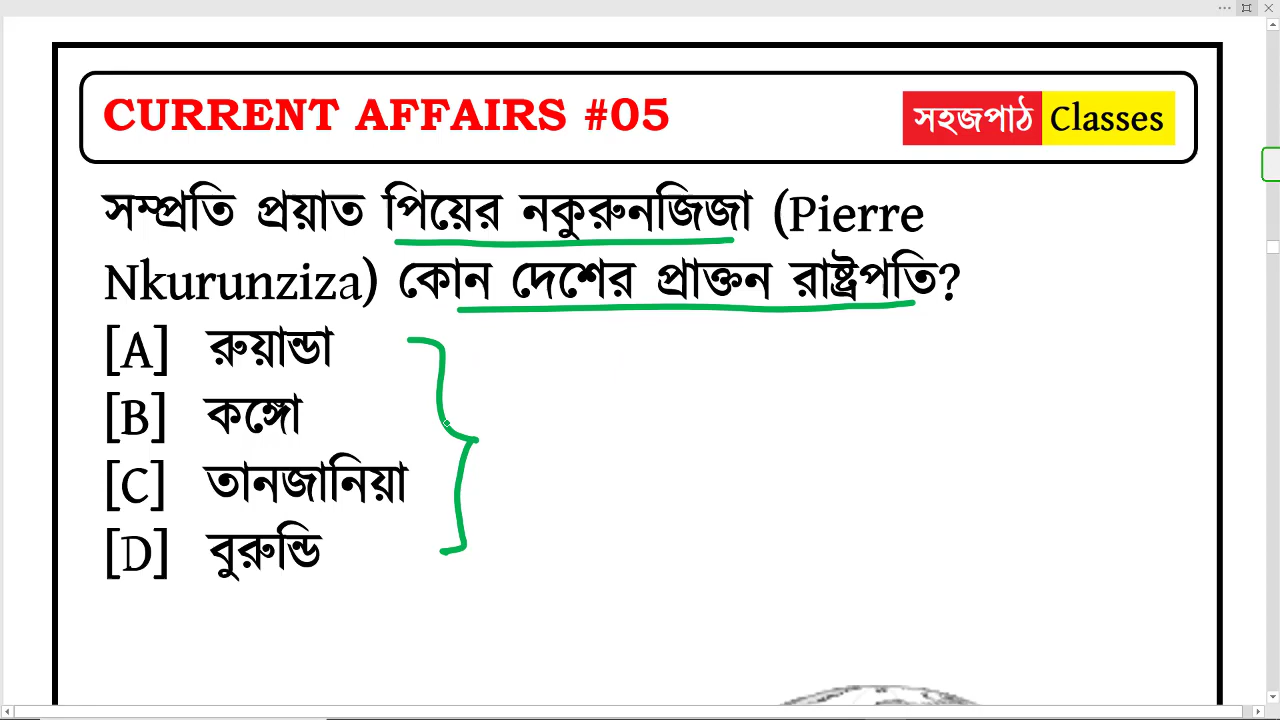 CURRENT AFFAIRS #05
সহজপাঠ Classes
সম্প্রতি প্রয়াত পিয়ের নকুরুনজিজা (Pierre
Nkurunziza) কোন দেশের প্রাক্তন রাষ্ট্রপতি?
[A] রুয়ান্ডা
[B] কঙ্গো
[C] তানজানিয়া
[D] বুরুন্ডি